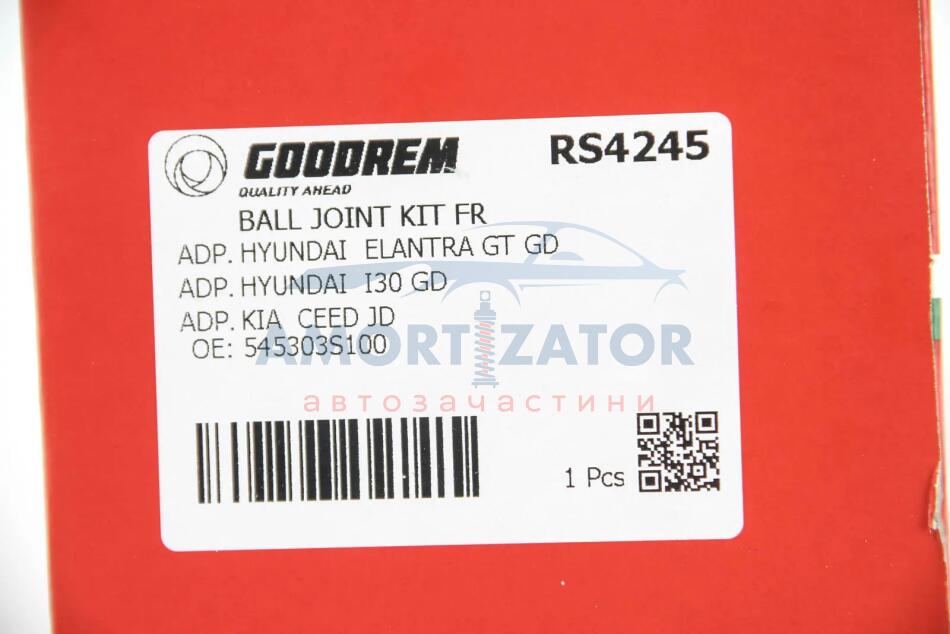 GOODREM
RS4245
QUALITY AHEAD
BALL JOINT KIT FR
ADP. HYUNDAI ELANTRA GT GD
ADP. HYUNDAI I30 GD
ADP. KIA CEED JD
OE: 545303S100
AMORTIZATOR
автозачастини
1 Pcs